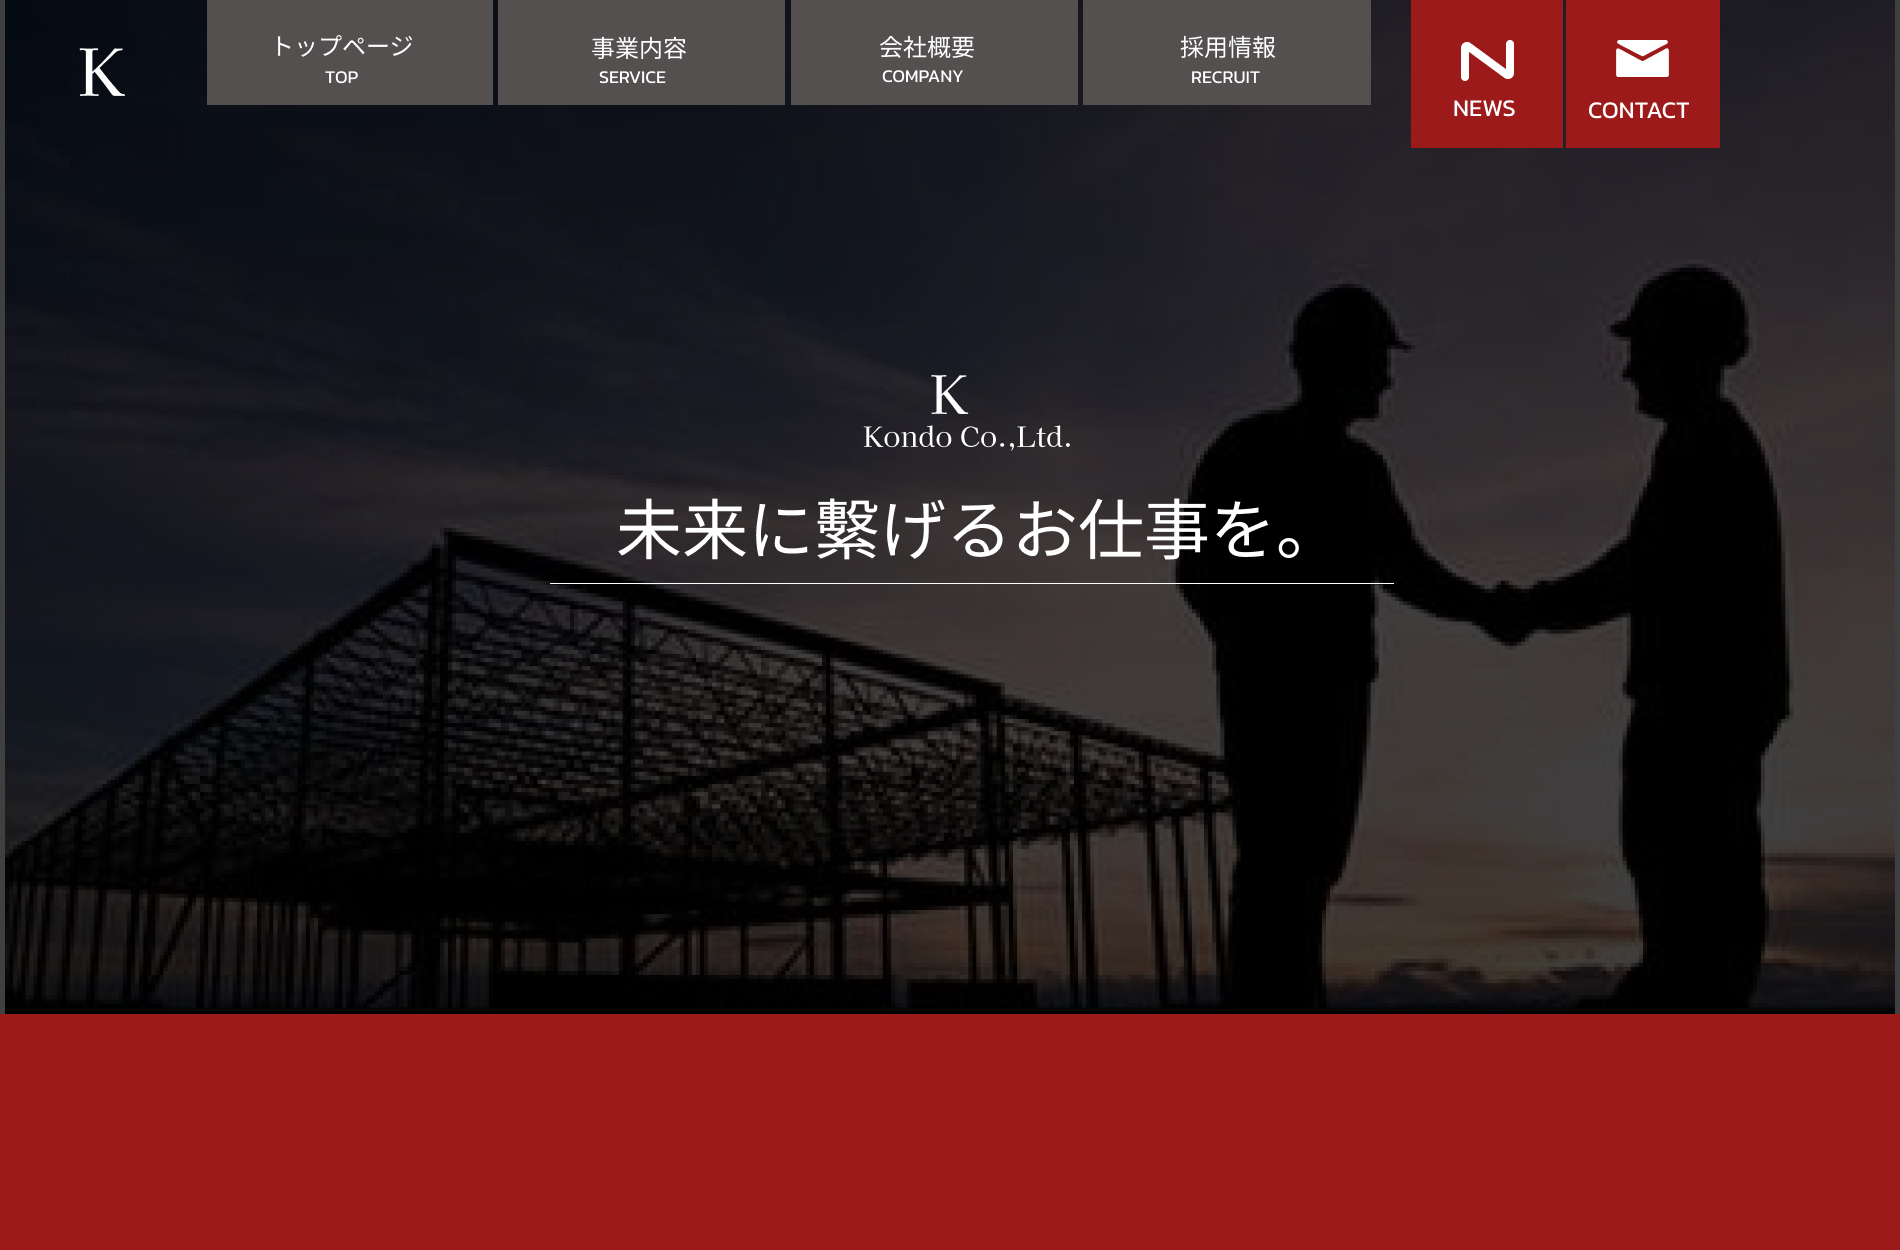 K
トップページ
TOP
事業内容
SERVICE
会社概要
COMPANY
採用情報
RECRUIT
NEWS
CONTACT
K
Kondo Co.,Ltd.
未来に繋げるお仕事を。